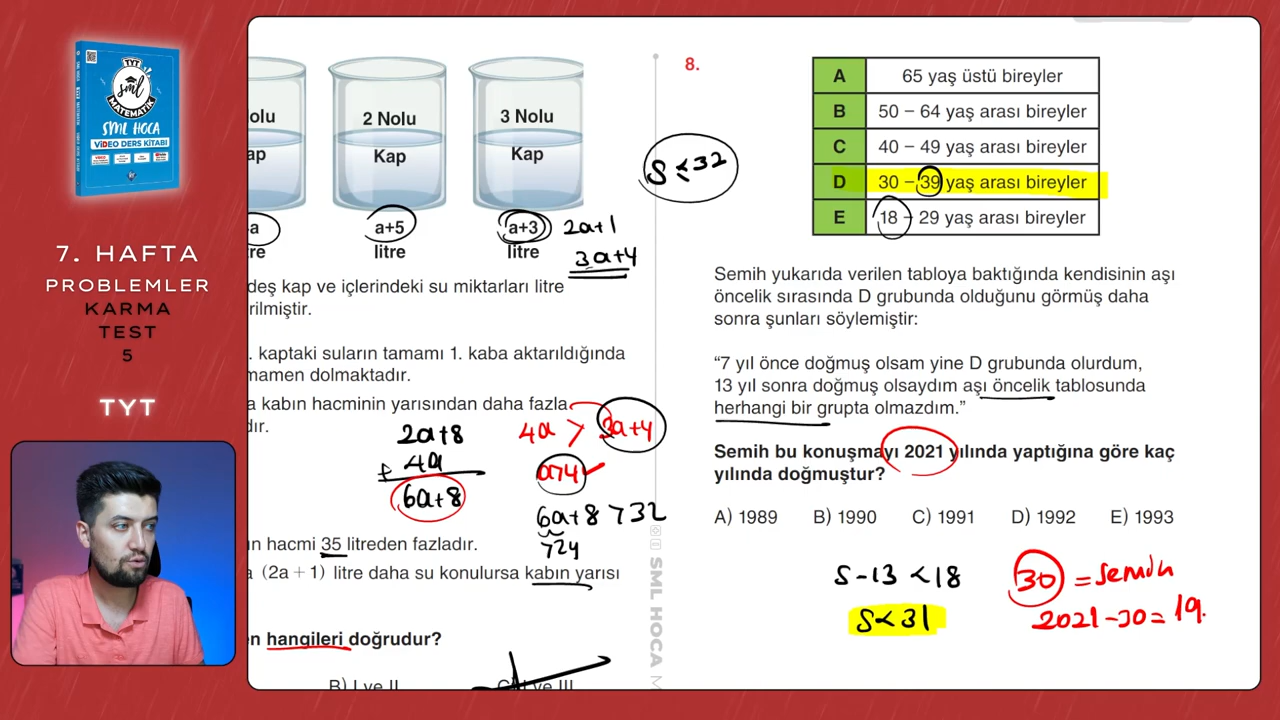 TYT
sml
MATEMATİK
SML HOCA
VİDEO DERS KİTABI
7. HAFTA
PROBLEMLER
KARMA
TEST
5
TYT
olu
ap
a
tre
2 Nolu
Kap
a+5
litre
3 Nolu
Kap
a+3
litre
2a+1
3a+4
deş kap ve içlerindeki su miktarları litre
rilmiştir.
. kaptaki suların tamamı 1. kaba aktarıldığında
mamen dolmaktadır.
a kabın hacminin yarısından daha fazla
dır.
2a+8
+ 4a
6a+8
4a > 3a+4
a>4
6a+8 > 32
>24
n hacmi 35 litreden fazladır.
a (2a + 1) litre daha su konulursa kabın yarısı
en hangileri doğrudur?
B) I ve II
C) I ve III
SML HOCA
8.
S ≤ 32
A 65 yaş üstü bireyler
B 50 – 64 yaş arası bireyler
C 40 – 49 yaş arası bireyler
D 30 – 39 yaş arası bireyler
E 18 – 29 yaş arası bireyler
Semih yukarıda verilen tabloya baktığında kendisinin aşı
öncelik sırasında D grubunda olduğunu görmüş daha
sonra şunları söylemiştir:
“7 yıl önce doğmuş olsam yine D grubunda olurdum,
13 yıl sonra doğmuş olsaydım aşı öncelik tablosunda
herhangi bir grupta olmazdım.”
Semih bu konuşmayı 2021 yılında yaptığına göre kaç
yılında doğmuştur?
A) 1989 B) 1990 C) 1991 D) 1992 E) 1993
S-13 < 18
S < 31
30 = Semih
2021-30 = 19.